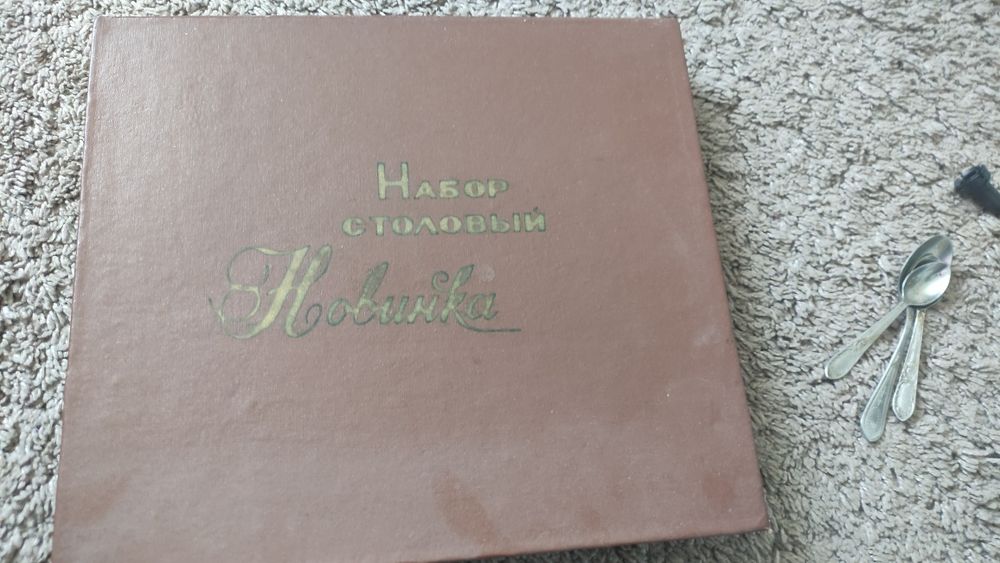 Набор
столовый
Новинка